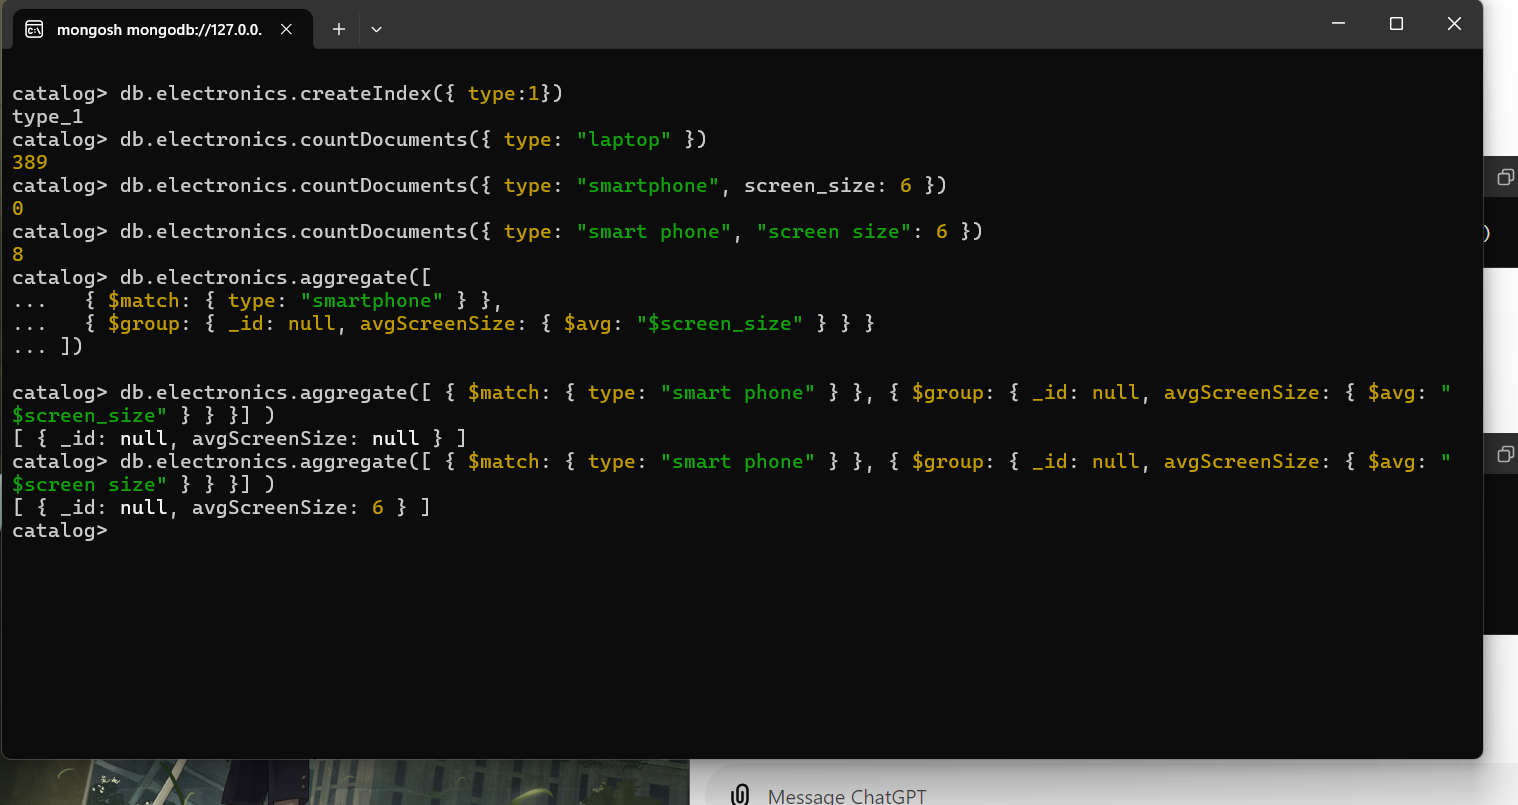 mongosh mongodb://127.0.0.
catalog> db.electronics.createIndex({ type:1})
type_1
catalog> db.electronics.countDocuments({ type: "laptop" })
389
catalog> db.electronics.countDocuments({ type: "smartphone", screen_size: 6 })
0
catalog> db.electronics.countDocuments({ type: "smart phone", "screen size": 6 })
8
catalog> db.electronics.aggregate([
...   { $match: { type: "smartphone" } },
...   { $group: { _id: null, avgScreenSize: { $avg: "$screen_size" } } }
... ])
catalog> db.electronics.aggregate([ { $match: { type: "smart phone" } }, { $group: { _id: null, avgScreenSize: { $avg: "
$screen_size" } } }] )
[ { _id: null, avgScreenSize: null } ]
catalog> db.electronics.aggregate([ { $match: { type: "smart phone" } }, { $group: { _id: null, avgScreenSize: { $avg: "
$screen size" } } }] )
[ { _id: null, avgScreenSize: 6 } ]
catalog>
)
Message ChatGPT